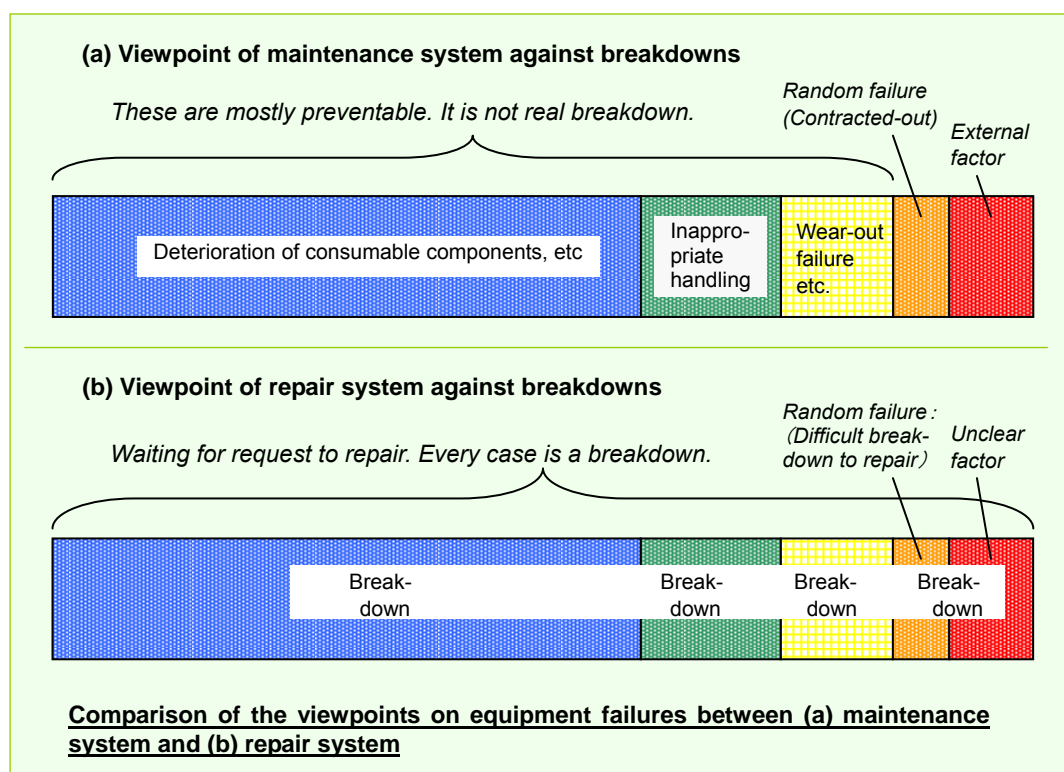 (a) Viewpoint of maintenance system against breakdowns
These are mostly preventable. It is not real breakdown.
Random failure
(Contracted-out)
External
factor
Deterioration of consumable components, etc
Inappro-
priate
handling
Wear-out
failure
etc.
(b) Viewpoint of repair system against breakdowns
Waiting for request to repair. Every case is a breakdown.
Random failure：
（Difficult break-
down to repair）
Unclear
factor
Break-
down
Break-
down
Break-
down
Break-
down
Comparison of the viewpoints on equipment failures between (a) maintenance
system and (b) repair system